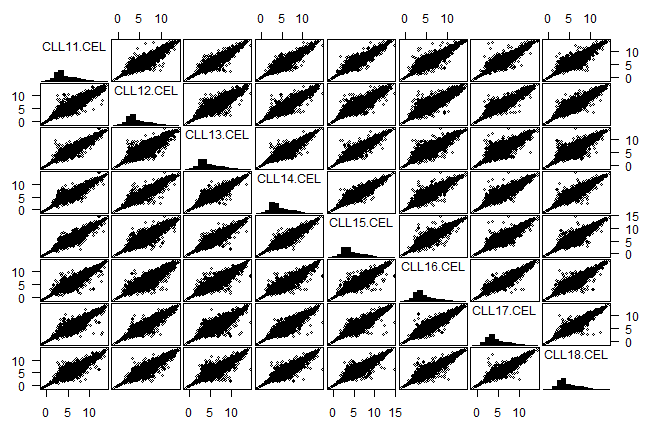 0 5 10 0 5 10 0 5 10 0 5 10
CLL11.CEL 0 5 10
0 5 10 CLL12.CEL
CLL13.CEL 0 5 10
0 5 10 CLL14.CEL
CLL15.CEL 0 5 10 15
0 5 10 CLL16.CEL
CLL17.CEL 0 5 10
0 5 10 CLL18.CEL
0 5 10 0 5 10 0 5 10 15 0 5 10